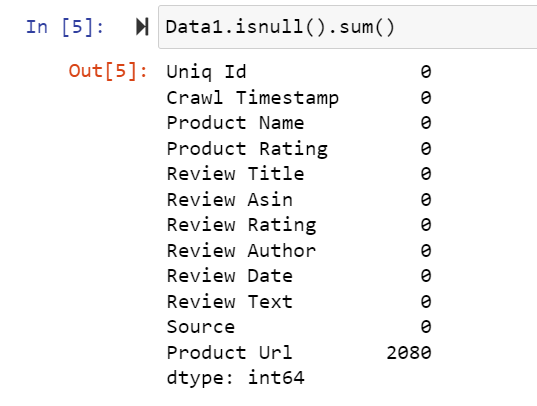 In [5]: Data1.isnull().sum()
Out[5]: Uniq Id 0
Crawl Timestamp 0
Product Name 0
Product Rating 0
Review Title 0
Review Asin 0
Review Rating 0
Review Author 0
Review Date 0
Review Text 0
Source 0
Product Url 2080
dtype: int64